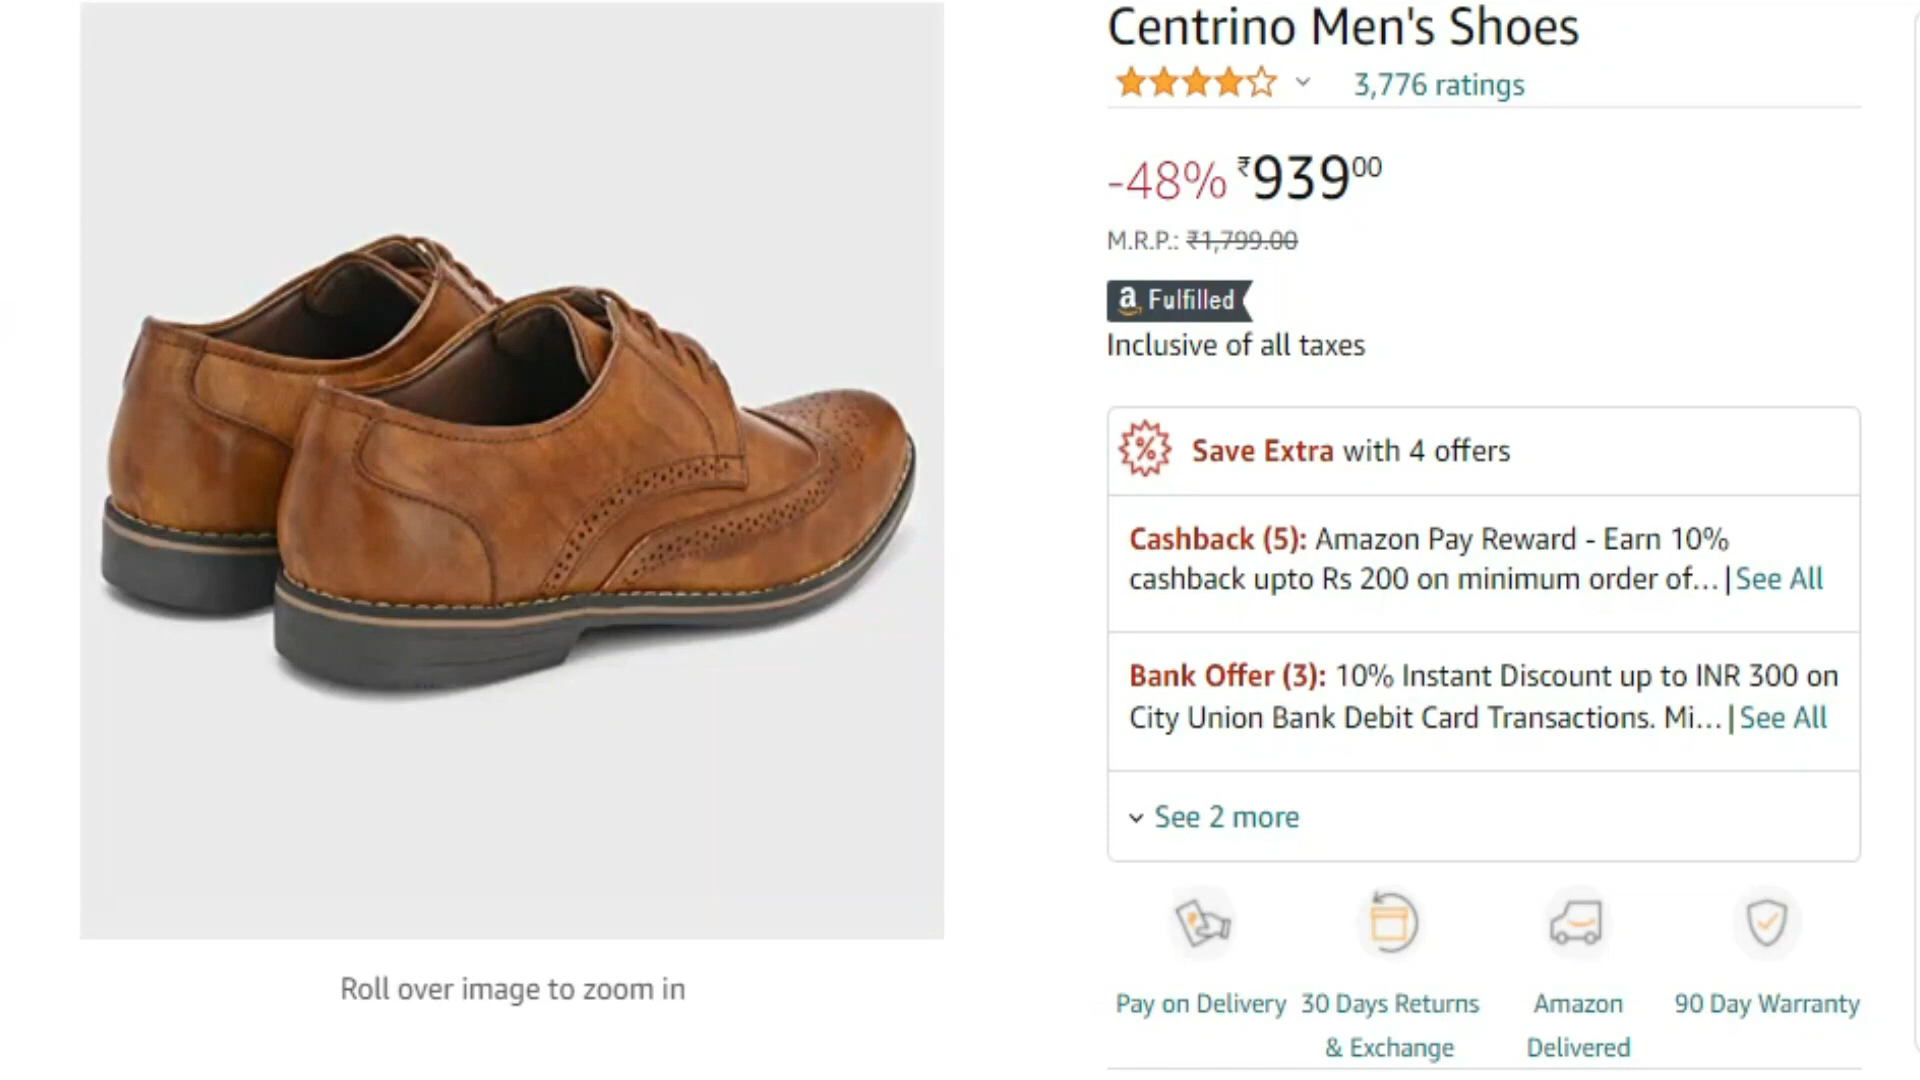 Centrino Men's Shoes
3,776 ratings
-48% ₹93900
M.R.P.: ₹1,799.00
a Fulfilled
Inclusive of all taxes
% Save Extra with 4 offers
Cashback (5): Amazon Pay Reward - Earn 10%
cashback upto Rs 200 on minimum order of... | See All
Bank Offer (3): 10% Instant Discount up to INR 300 on
City Union Bank Debit Card Transactions. Mi... | See All
See 2 more
Pay on Delivery
30 Days Returns
& Exchange
Amazon
Delivered
90 Day Warranty
Roll over image to zoom in